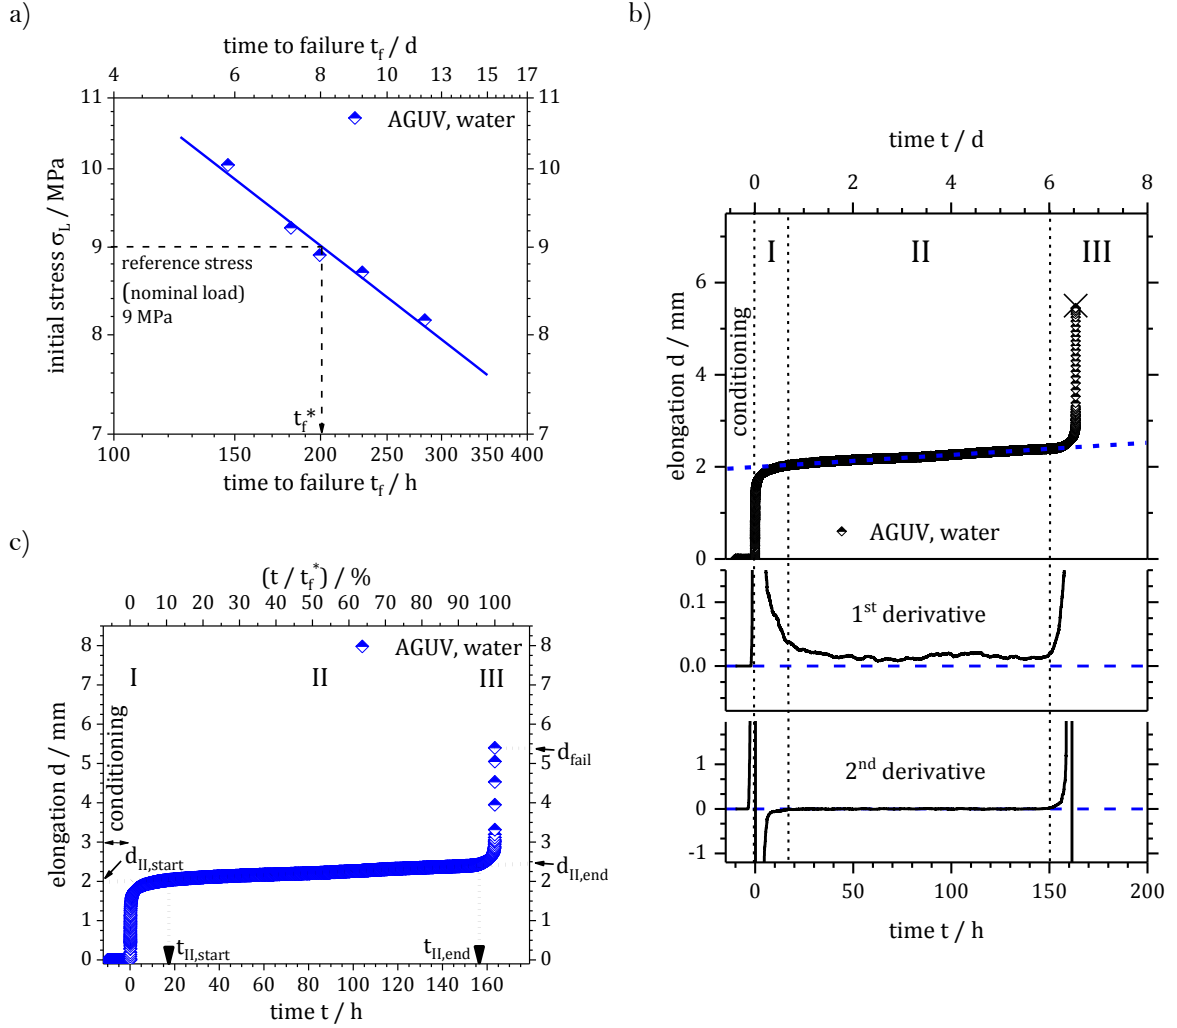 a)
time to failure t_f / d
4 6 8 10 12 15 17
11 11
AGUV, water
10 10
initial stress σ_L / MPa
9 9
reference stress
(nominal load)
9 MPa
8 8
t_f*
7 7
100 150 200 250 300 350 400
time to failure t_f / h
b)
time t / d
0 2 4 6 8
I II III
conditioning
elongation d / mm
6
4
2
0
AGUV, water
0.1
1st derivative
0.0
1
2nd derivative
0
-1
0 50 100 150 200
time t / h
c)
(t / t_f*) / %
0 10 20 30 40 50 60 70 80 90 100
8 8
AGUV, water
7 7
I II III
6 6
conditioning
elongation d / mm
d_fail
5 5
4 4
3 3
d_II,start
d_II,end
2 2
1 1
t_II,start t_II,end
0 0
0 20 40 60 80 100 120 140 160
time t / h